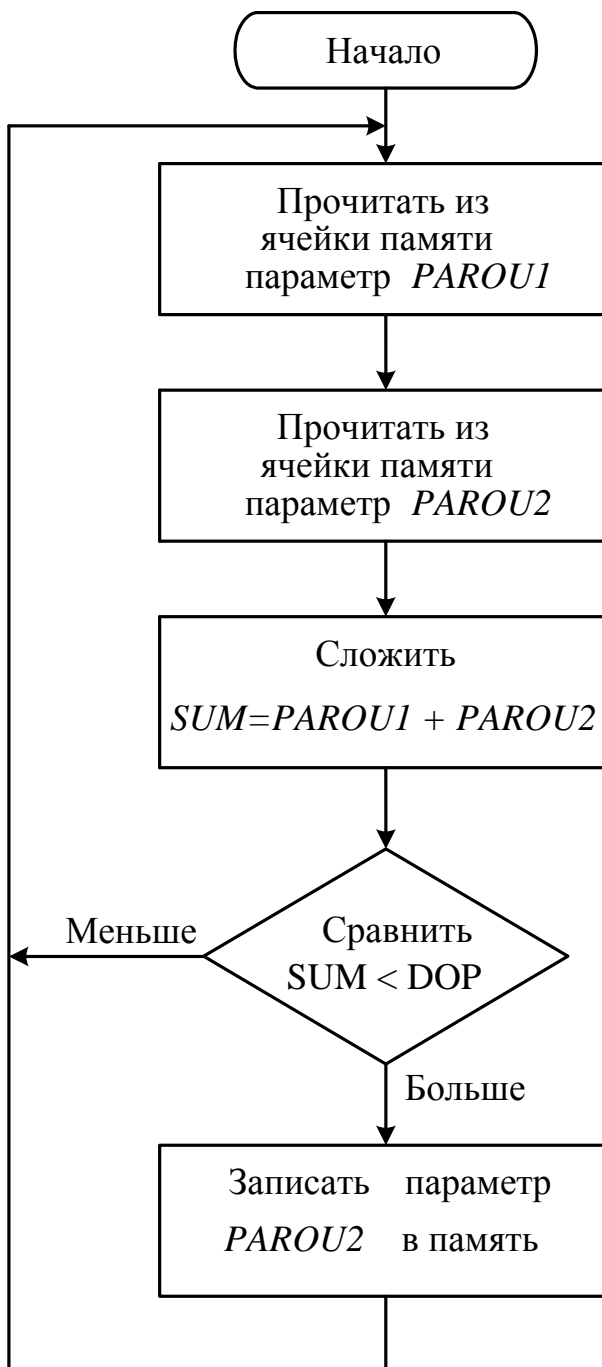 Начало
Прочитать из
ячейки памяти
параметр PAROU1
Прочитать из
ячейки памяти
параметр PAROU2
Сложить
SUM=PAROU1 + PAROU2
Меньше
Сравнить
SUM < DOP
Больше
Записать параметр
PAROU2 в память